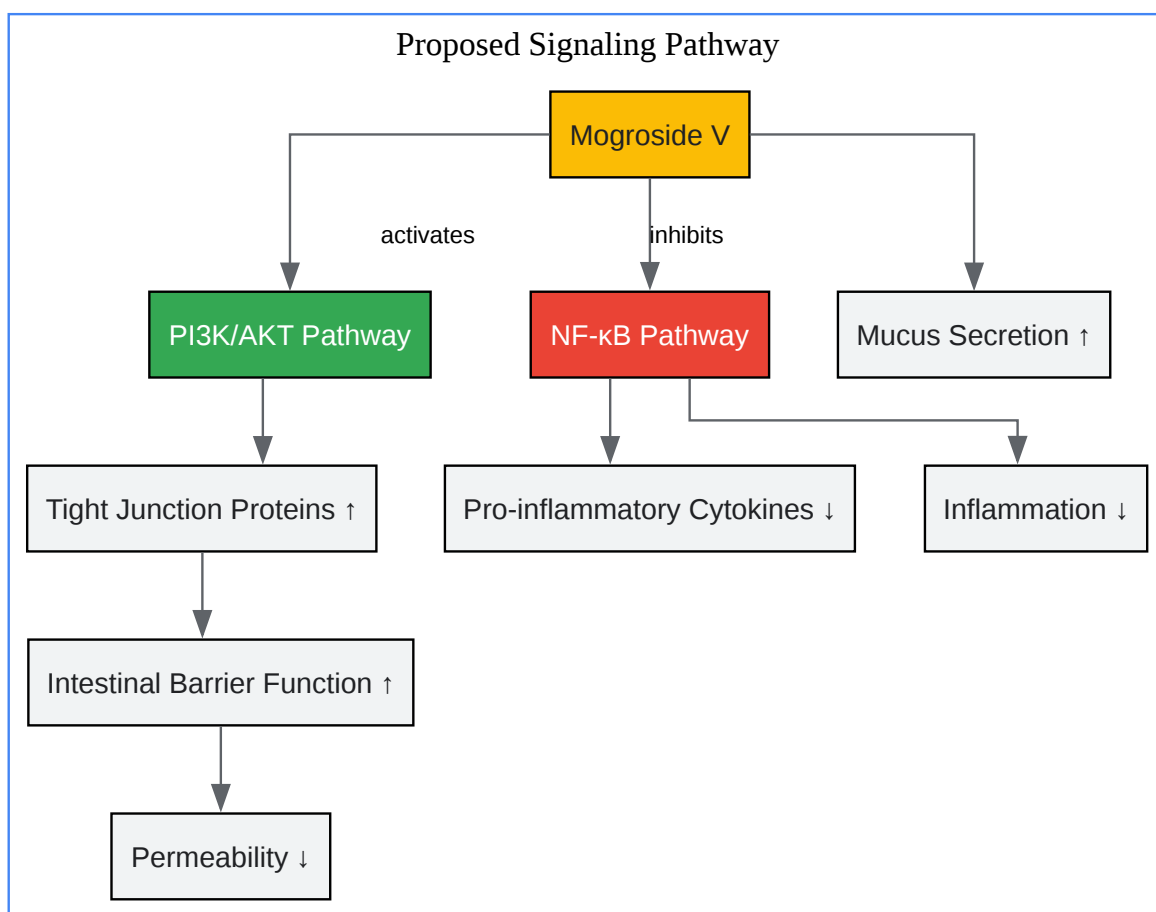 Proposed Signaling Pathway
Mogroside V
activates
inhibits
PI3K/AKT Pathway
NF-κB Pathway
Mucus Secretion ↑
Tight Junction Proteins ↑
Pro-inflammatory Cytokines ↓
Inflammation ↓
Intestinal Barrier Function ↑
Permeability ↓